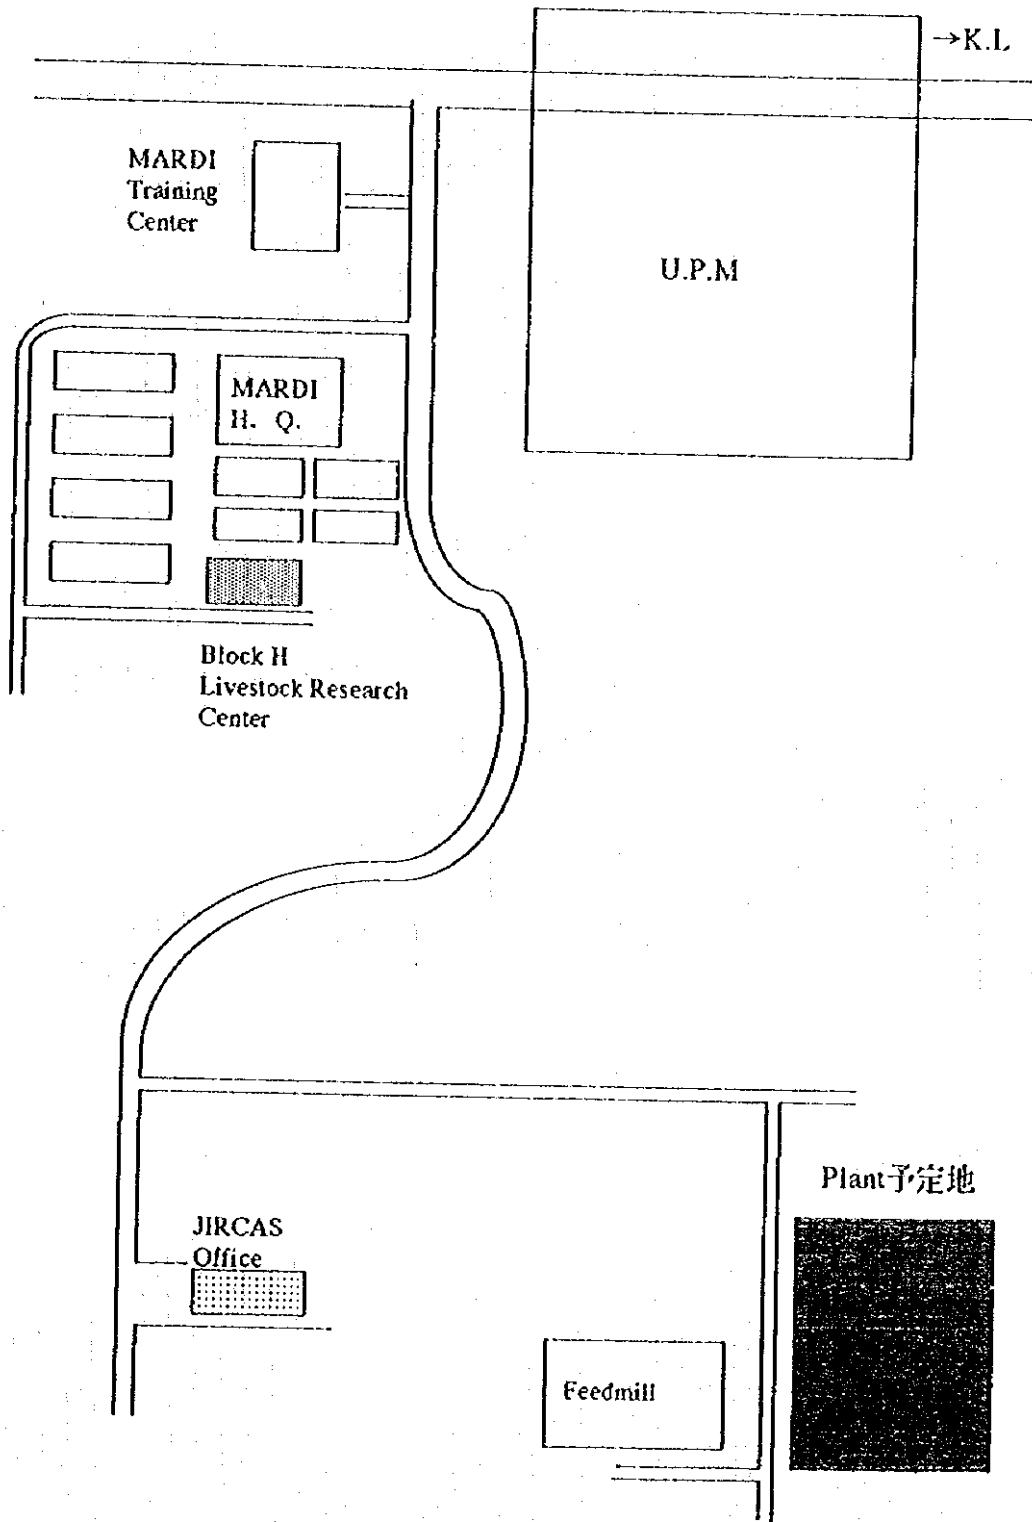 →K.L
MARDI
Training
Center
U.P.M
MARDI
H. Q.
Block H
Livestock Research
Center
Plant予定地
JIRCAS
Office
Feedmill